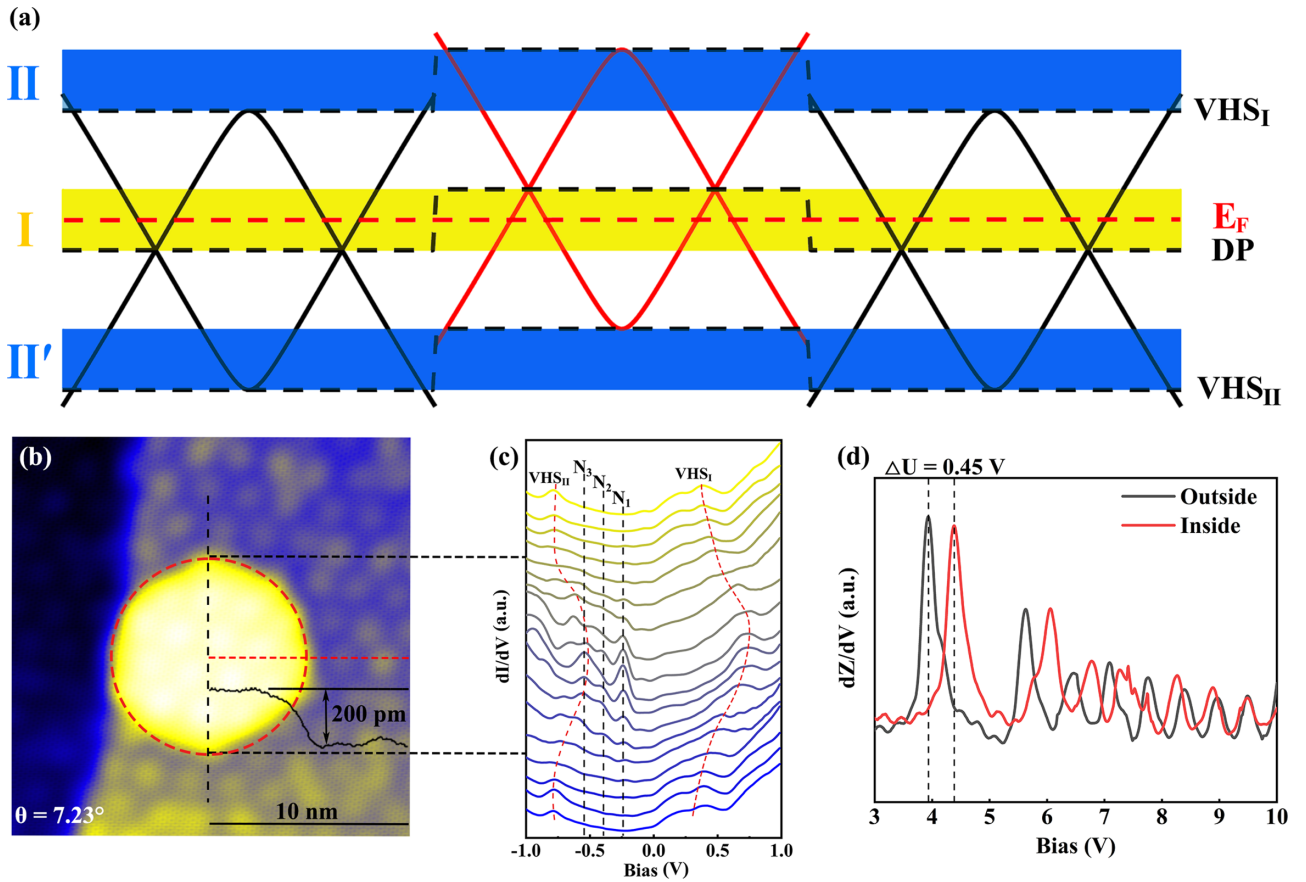 (a)
II
VHS_I
I
E_F
DP
II′
VHS_II
(b)
200 pm
10 nm
θ = 7.23°
(c)
VHS_II N_3 N_2 N_1 VHS_I
dI/dV (a.u.)
-1.0 -0.5 0.0 0.5 1.0
Bias (V)
(d)
△U = 0.45 V
Outside
Inside
dZ/dV (a.u.)
3 4 5 6 7 8 9 10
Bias (V)